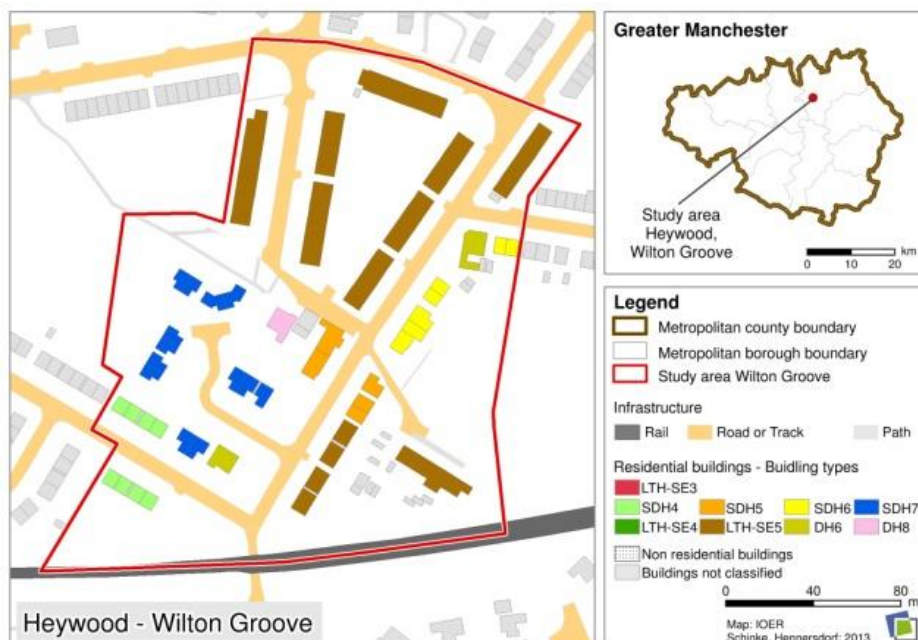 Heywood - Wilton Groove
Greater Manchester
Study area
Heywood,
Wilton Groove
km
0 10 20
Legend
Metropolitan county boundary
Metropolitan borough boundary
Study area Wilton Groove
Infrastructure
Rail Road or Track Path
Residential buildings - Buidling types
LTH-SE3
SDH4 SDH5 SDH6 SDH7
LTH-SE4 LTH-SE5 DH6 DH8
Non residential buildings
Buildings not classified
0 40 80
m
Map: IOER
Schinke, Hennersdorf; 2013